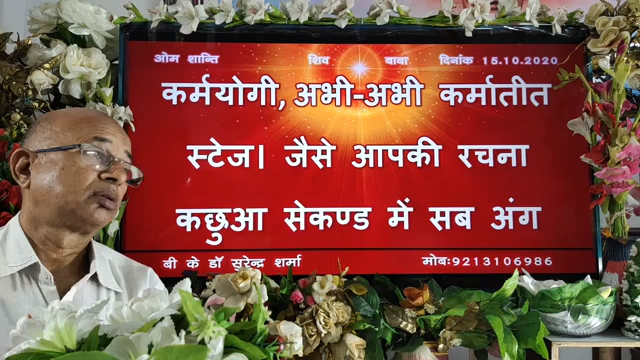 ओम शान्ति शिव बाबा दिनांक 15.10.2020
कर्मयोगी, अभी-अभी कर्मातीत
स्टेज। जैसे आपकी रचना
कछुआ सेकण्ड में सब अंग
बी के डॉ सुरेन्द्र शर्मा मोबः9213106986